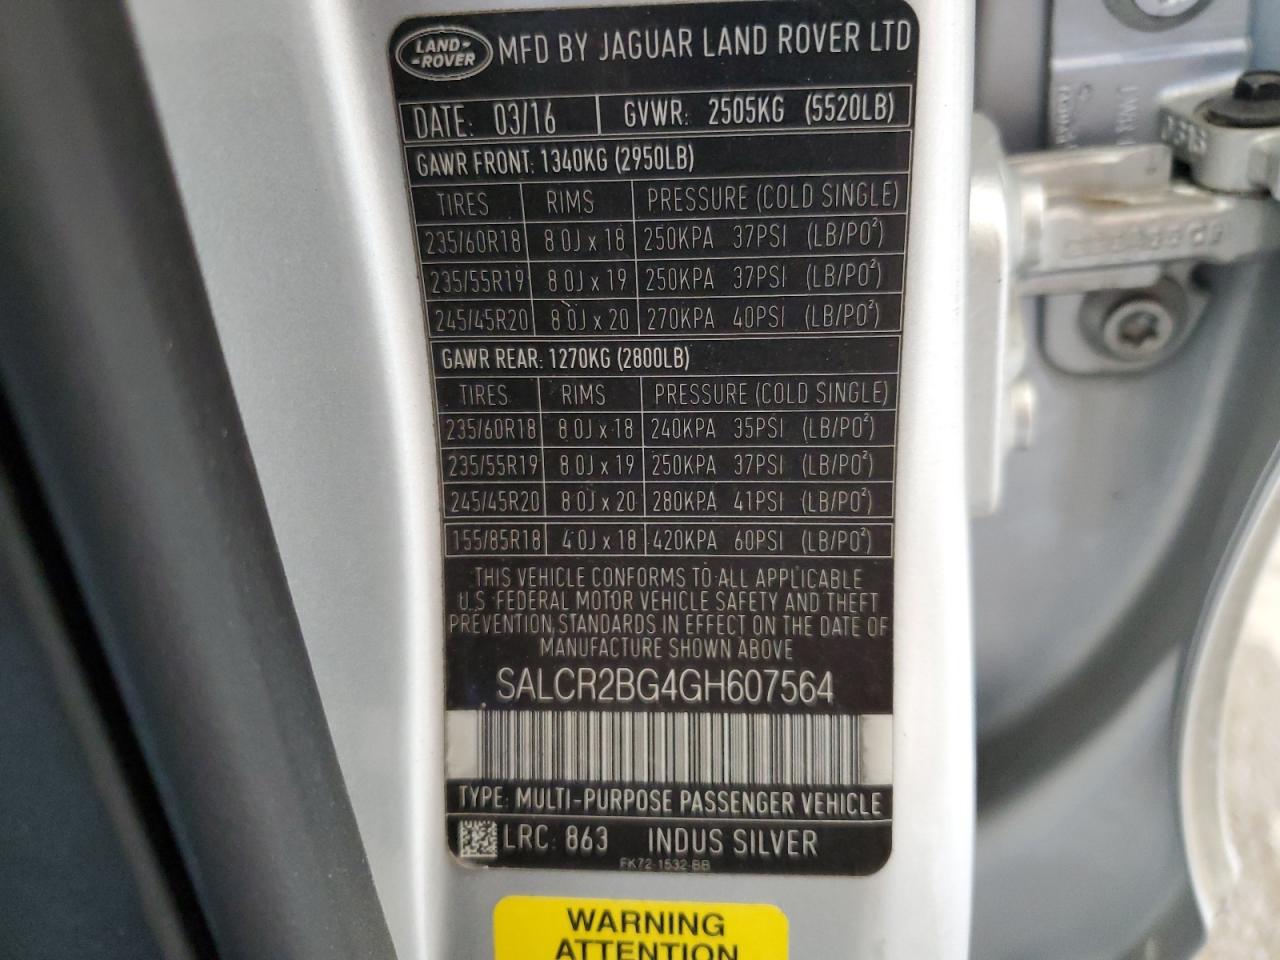 LAND-
-ROVER
MFD BY JAGUAR LAND ROVER LTD
DATE: 03/16 GVWR: 2505KG (5520LB)
GAWR FRONT: 1340KG (2950LB)
TIRES RIMS PRESSURE (COLD SINGLE)
235/60R18 8.0J x 18 250KPA 37PSI (LB/PO²)
235/55R19 8.0J x 19 250KPA 37PSI (LB/PO²)
245/45R20 8.0J x 20 270KPA 40PSI (LB/PO²)
GAWR REAR: 1270KG (2800LB)
TIRES RIMS PRESSURE (COLD SINGLE)
235/60R18 8.0J x 18 240KPA 35PSI (LB/PO²)
235/55R19 8.0J x 19 250KPA 37PSI (LB/PO²)
245/45R20 8.0J x 20 280KPA 41PSI (LB/PO²)
155/85R18 4.0J x 18 420KPA 60PSI (LB/PO²)
THIS VEHICLE CONFORMS TO ALL APPLICABLE
U.S FEDERAL MOTOR VEHICLE SAFETY AND THEFT
PREVENTION STANDARDS IN EFFECT ON THE DATE OF
MANUFACTURE SHOWN ABOVE
SALCR2BG4GH607564
TYPE: MULTI-PURPOSE PASSENGER VEHICLE
LRC: 863 INDUS SILVER
FK72-1532-BB
WARNING
ATTENTION